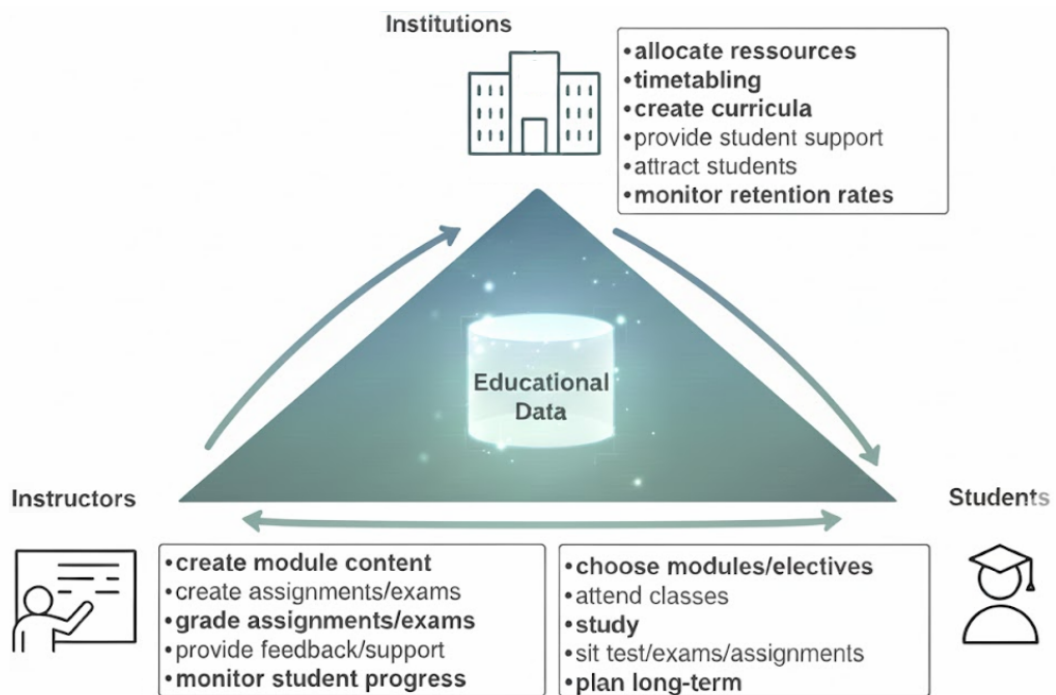 Institutions
•allocate ressources
•timetabling
•create curricula
•provide student support
•attract students
•monitor retention rates
Educational
Data
Instructors
•create module content
•create assignments/exams
•grade assignments/exams
•provide feedback/support
•monitor student progress
Students
•choose modules/electives
•attend classes
•study
•sit test/exams/assignments
•plan long-term